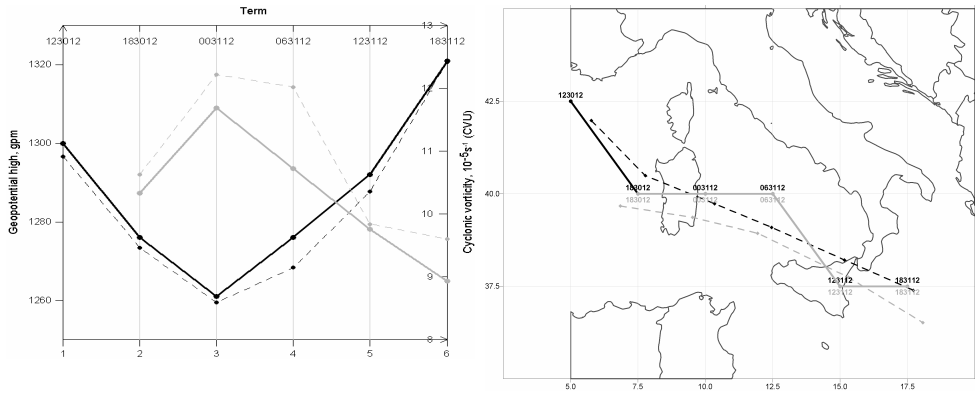 Term
123012 183012 003112 063112 123112 183112
13
1320
1300
1280
1260
11
10
9
8
Geopotential high, gpm
Cyclonic vorticity, 10⁻⁵s⁻¹ (CVU)
1 2 3 4 5 6
42.5
40.0
37.5
123012
183012 003112 063112
183012 003112 063112
123112 183112
123112 183112
5.0 7.5 10.0 12.5 15.0 17.5